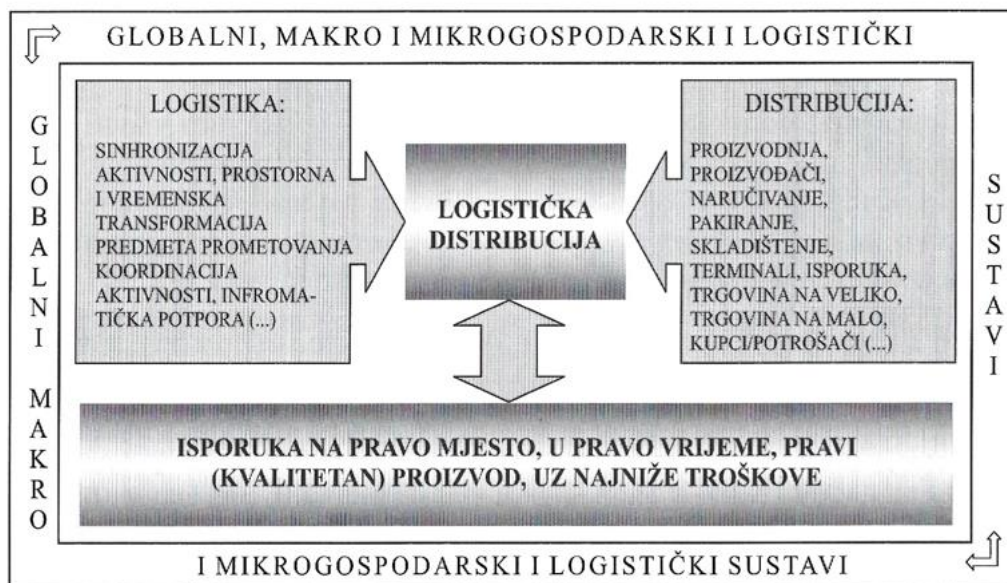 GLOBALNI, MAKRO I MIKROGOSPODARSKI I LOGISTIČKI
SUSTAVI
GLOBALNI MAKRO
I MIKROGOSPODARSKI I LOGISTIČKI SUSTAVI
LOGISTIKA:
SINHRONIZACIJA
AKTIVNOSTI, PROSTORNA
I VREMENSKA
TRANSFORMACIJA
PREDMETA PROMETOVANJA
KOORDINACIJA
AKTIVNOSTI, INFROMA-
TIČKA POTPORA (...)
LOGISTIČKA
DISTRIBUCIJA
DISTRIBUCIJA:
PROIZVODNJA,
PROIZVOĐAČI,
NARUČIVANJE,
PAKIRANJE,
SKLADIŠTENJE,
TERMINALI, ISPORUKA,
TRGOVINA NA VELIKO,
TRGOVINA NA MALO,
KUPCI/POTROŠAČI (...)
ISPORUKA NA PRAVO MJESTO, U PRAVO VRIJEME, PRAVI
(KVALITETAN) PROIZVOD, UZ NAJNIŽE TROŠKOVE